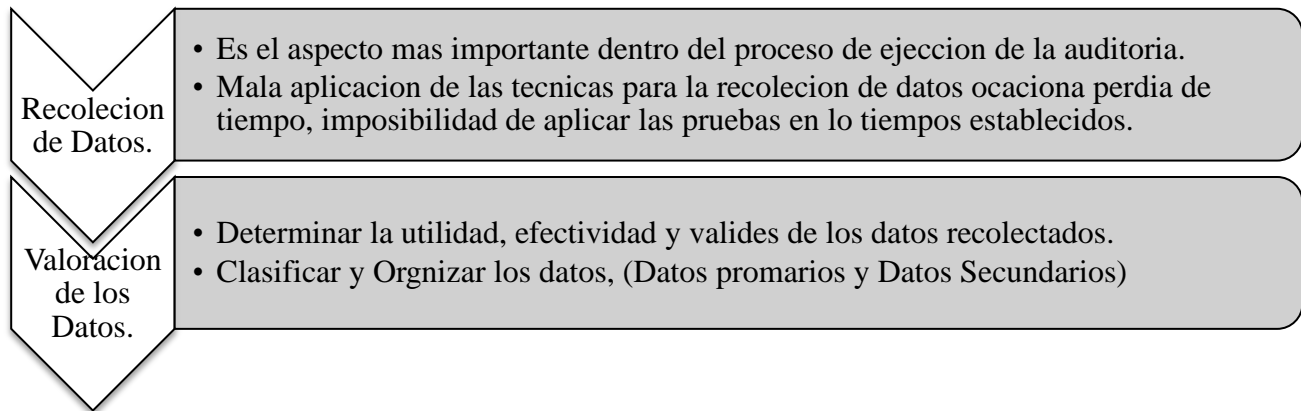 Recolecion
de Datos.
• Es el aspecto mas importante dentro del proceso de ejeccion de la auditoria.
• Mala aplicacion de las tecnicas para la recolecion de datos ocaciona perdia de
tiempo, imposibilidad de aplicar las pruebas en lo tiempos establecidos.
Valoracion
de los
Datos.
• Determinar la utilidad, efectividad y valides de los datos recolectados.
• Clasificar y Orgnizar los datos, (Datos promarios y Datos Secundarios)